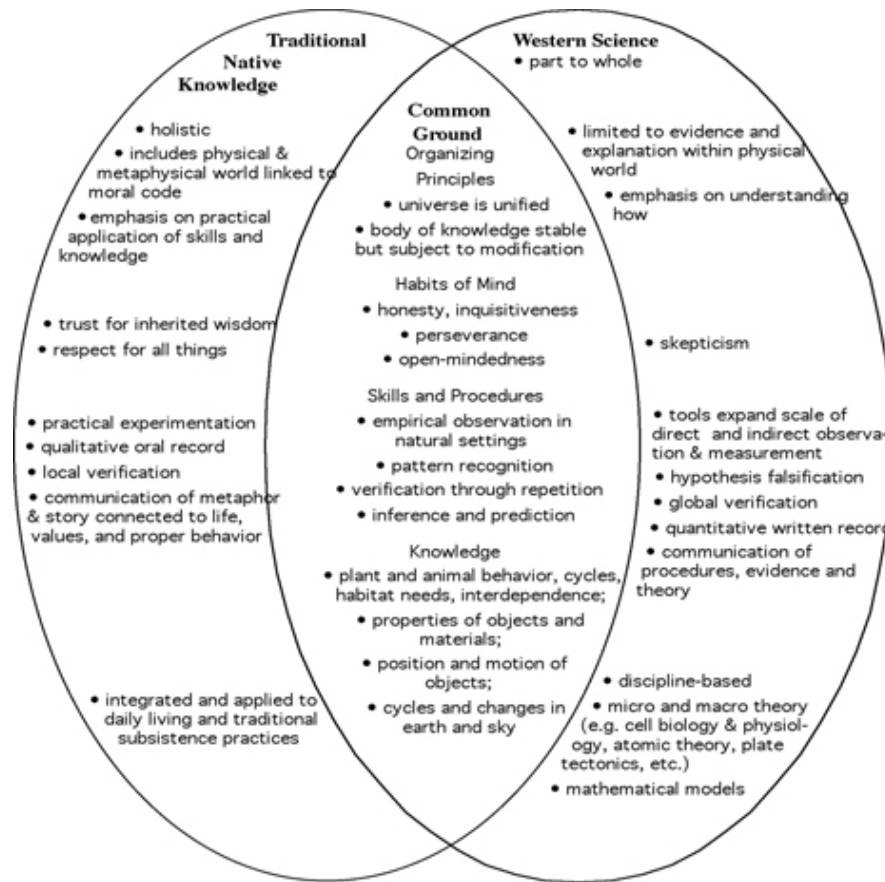 Traditional
Native
Knowledge
• holistic
• includes physical &
metaphysical world linked to
moral code
• emphasis on practical
application of skills and
knowledge
• trust for inherited wisdom
• respect for all things
• practical experimentation
• qualitative oral record
• local verification
• communication of metaphor
& story connected to life,
values, and proper behavior
• integrated and applied to
daily living and traditional
subsistence practices
Common
Ground
Organizing
Principles
• universe is unified
• body of knowledge stable
but subject to modification
Habits of Mind
• honesty, inquisitiveness
• perseverance
• open-mindedness
Skills and Procedures
• empirical observation in
natural settings
• pattern recognition
• verification through repetition
• inference and prediction
Knowledge
• plant and animal behavior, cycles,
habitat needs, interdependence;
• properties of objects and
materials;
• position and motion of
objects;
• cycles and changes in
earth and sky
Western Science
• part to whole
• limited to evidence and
explanation within physical
world
• emphasis on understanding
how
• skepticism
• tools expand scale of
direct and indirect observa-
tion & measurement
• hypothesis falsification
• global verification
• quantitative written record
• communication of
procedures, evidence and
theory
• discipline-based
• micro and macro theory
(e.g. cell biology & physiol-
ogy, atomic theory, plate
tectonics, etc.)
• mathematical models